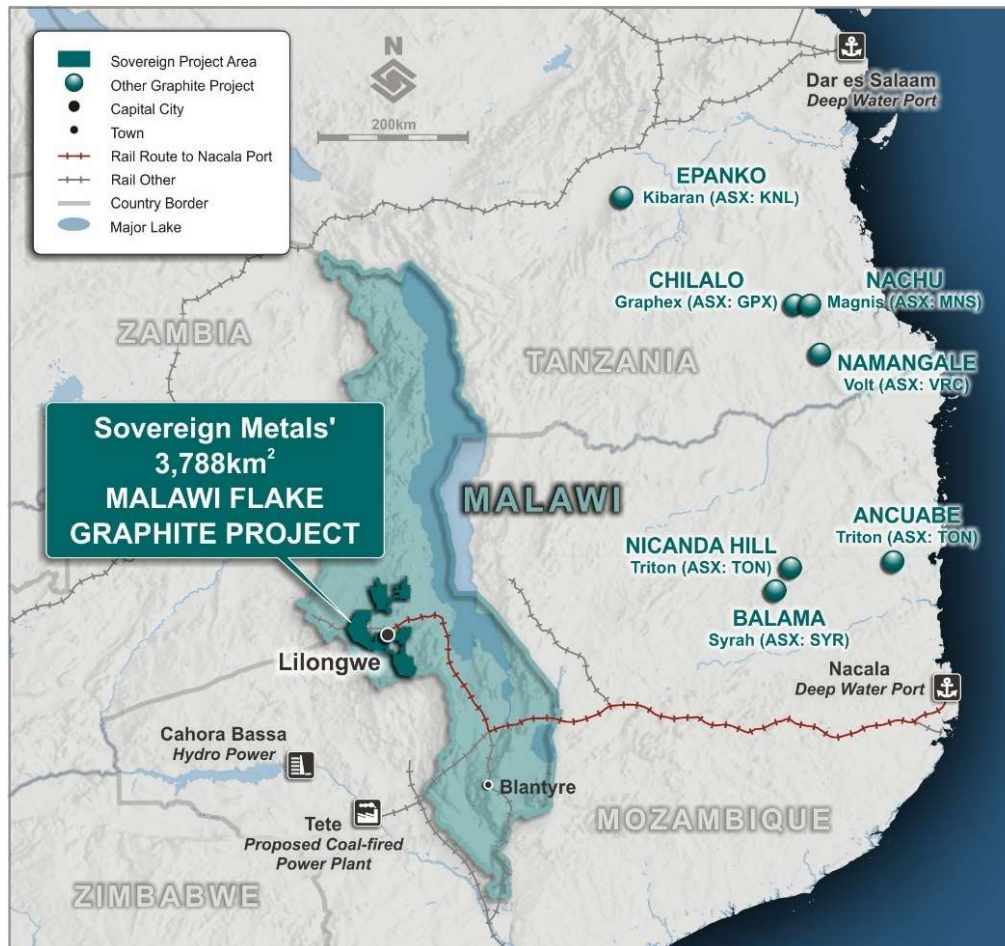 Sovereign Project Area
Other Graphite Project
Capital City
Town
Rail Route to Nacala Port
Rail Other
Country Border
Major Lake
N
200km
Dar es Salaam
Deep Water Port
EPANKO
Kibaran (ASX: KNL)
CHILALO
Graphex (ASX: GPX)
NACHU
Magnis (ASX: MNS)
ZAMBIA
TANZANIA
NAMANGALE
Volt (ASX: VRC)
Sovereign Metals'
3,788km²
MALAWI FLAKE
GRAPHITE PROJECT
MALAWI
ANCUABE
Triton (ASX: TON)
NICANDA HILL
Triton (ASX: TON)
BALAMA
Syrah (ASX: SYR)
Lilongwe
Nacala
Deep Water Port
Cahora Bassa
Hydro Power
Blantyre
Tete
Proposed Coal-fired
Power Plant
MOZAMBIQUE
ZIMBABWE